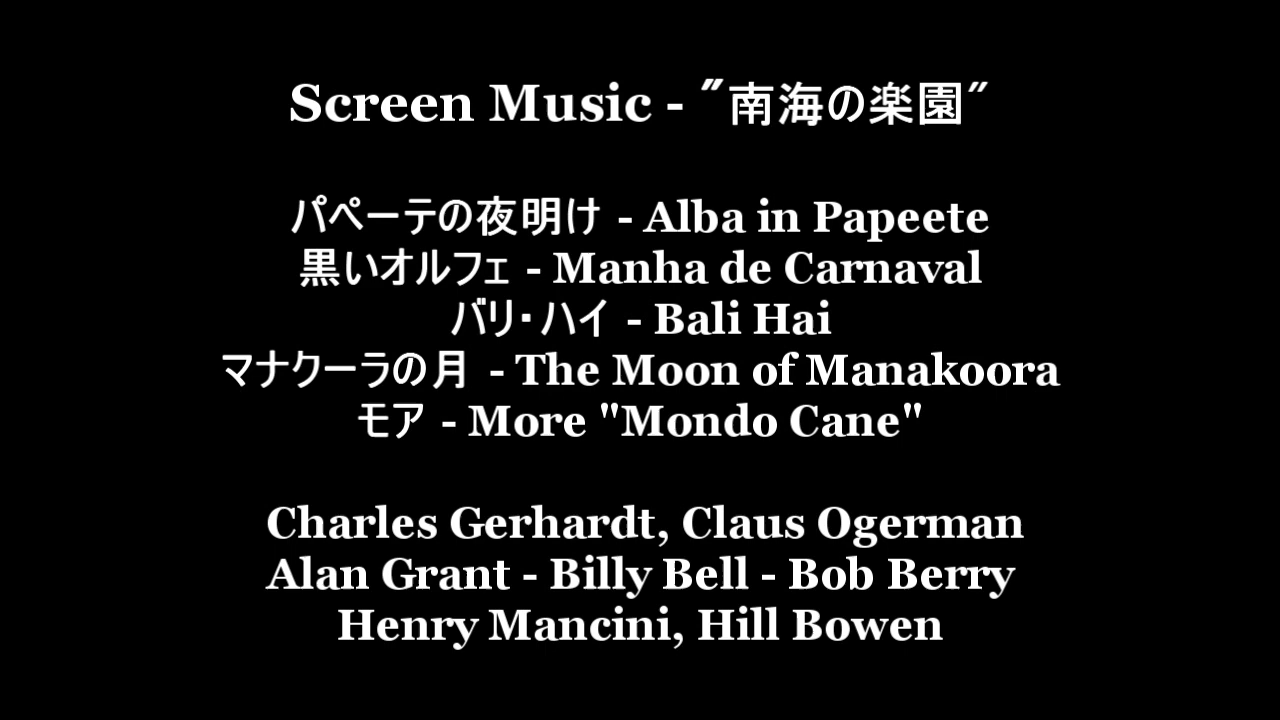 Screen Music - ″南海の楽園″
パペーテの夜明け - Alba in Papeete
黒いオルフェ - Manha de Carnaval
バリ・ハイ - Bali Hai
マナクーラの月 - The Moon of Manakoora
モア - More "Mondo Cane"
Charles Gerhardt, Claus Ogerman
Alan Grant - Billy Bell - Bob Berry
Henry Mancini, Hill Bowen